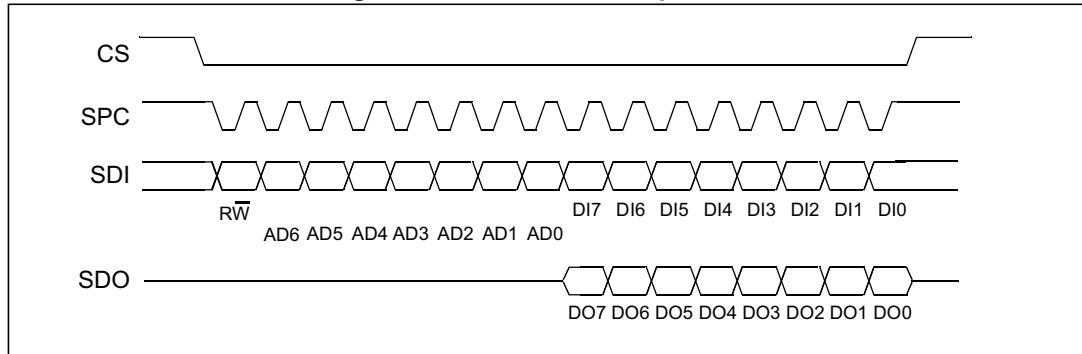 CS
SPC
SDI
RW DI7 DI6 DI5 DI4 DI3 DI2 DI1 DI0
AD6 AD5 AD4 AD3 AD2 AD1 AD0
SDO
DO7 DO6 DO5 DO4 DO3 DO2 DO1 DO0